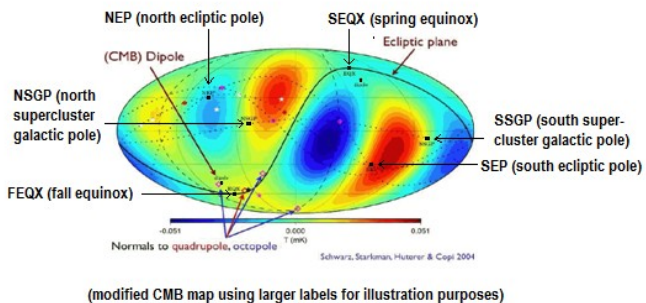 NEP (north ecliptic pole)
SEQX (spring equinox)
(CMB) Dipole
Ecliptic plane
NSGP (north
supercluster
galactic pole)
SSGP (south super-
cluster galactic pole)
SEP (south ecliptic pole)
FEQX (fall equinox)
-0.051
0.000
0.051
T (mK)
Normals to quadrupole, octopole
Schwarz, Starkman, Huterer & Copi 2004
(modified CMB map using larger labels for illustration purposes)